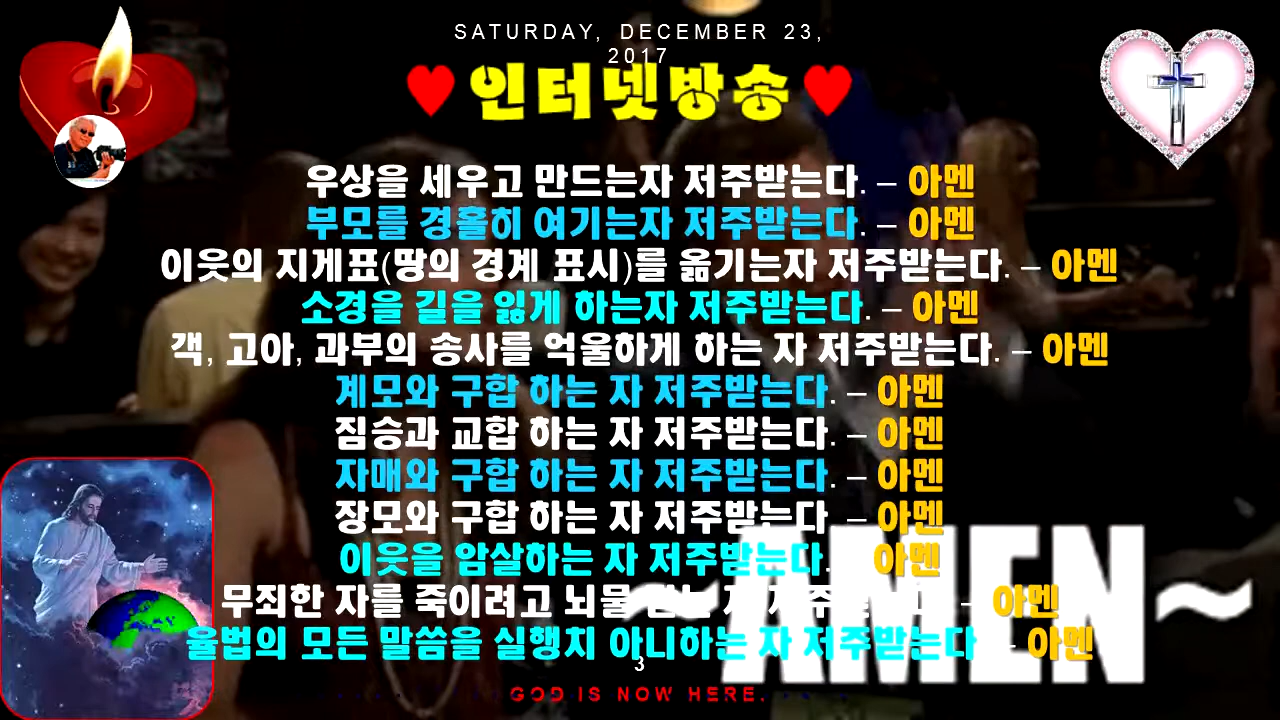 SATURDAY, DECEMBER 23,
2017
♥인터넷방송♥
우상을 세우고 만드는자 저주받는다. – 아멘
부모를 경홀히 여기는자 저주받는다. – 아멘
이웃의 지계표(땅의 경계 표시)를 옮기는자 저주받는다. – 아멘
소경을 길을 잃게 하는자 저주받는다. – 아멘
객, 고아, 과부의 송사를 억울하게 하는 자 저주받는다. – 아멘
계모와 구합 하는 자 저주받는다. – 아멘
짐승과 교합 하는 자 저주받는다. – 아멘
자매와 구합 하는 자 저주받는다. – 아멘
장모와 구합 하는 자 저주받는다 – 아멘
이웃을 암살하는 자 저주받는다. 아멘
무죄한 자를 죽이려고 뇌물 – 아멘
율법의 모든 말씀을 실행치 아니하는 자 저주받는다 – 아멘
~AMEN~
3
GOD IS NOW HERE.